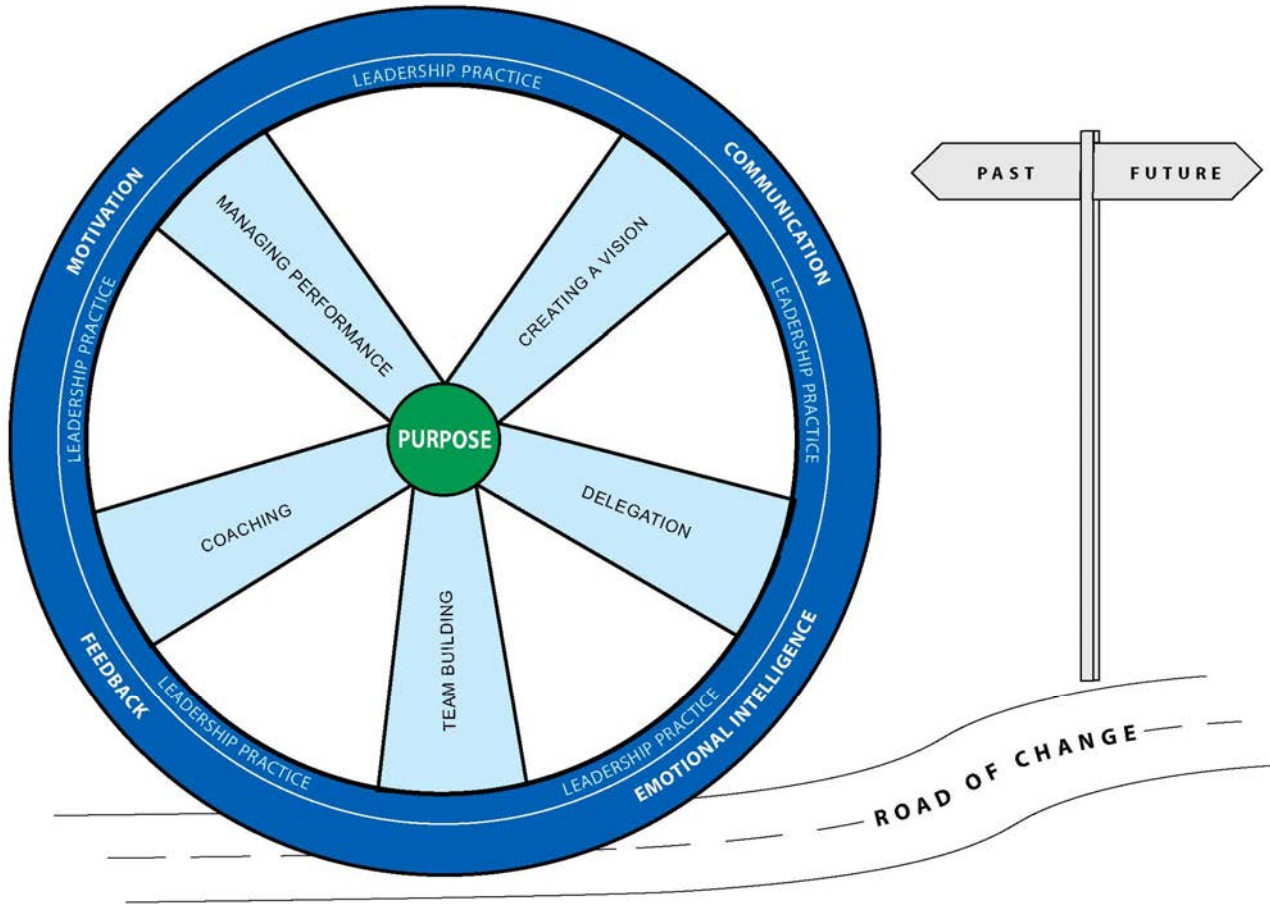 LEADERSHIP PRACTICE
MOTIVATION
COMMUNICATION
PAST
FUTURE
MANAGING PERFORMANCE
CREATING A VISION
LEADERSHIP PRACTICE
LEADERSHIP PRACTICE
PURPOSE
COACHING
DELEGATION
TEAM BUILDING
FEEDBACK
LEADERSHIP PRACTICE
LEADERSHIP PRACTICE
EMOTIONAL INTELLIGENCE
ROAD OF CHANGE